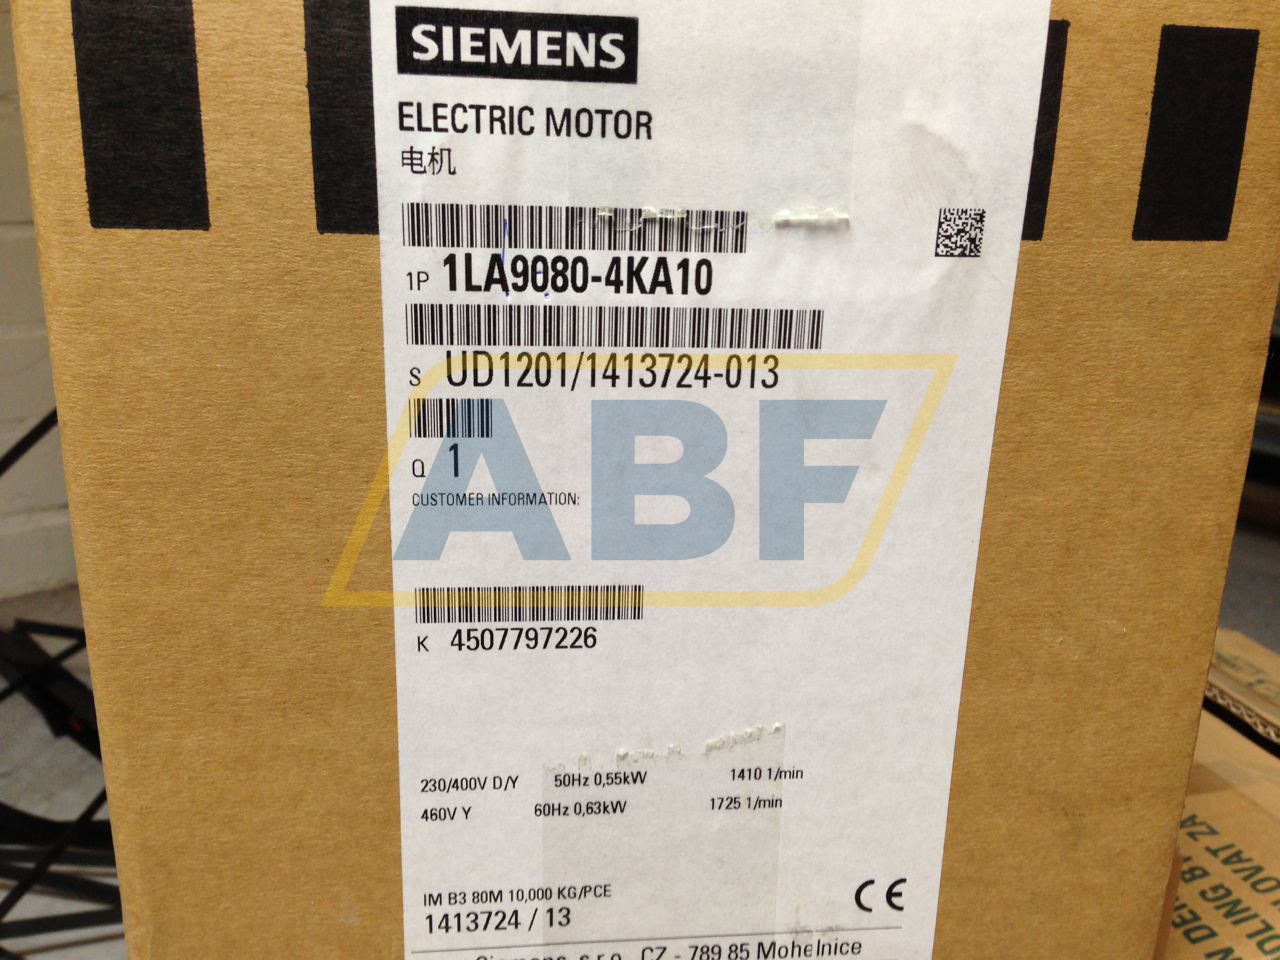 SIEMENS
ELECTRIC MOTOR
电机
1P 1LA9080-4KA10
S UD1201/1413724-013
Q 1
CUSTOMER INFORMATION:
ABF
K 4507797226
230/400V D/Y 50Hz 0,55kW 1410 1/min
460V Y 60Hz 0,63kW 1725 1/min
IM B3 80M 10,000 KG/PCE
CE
1413724 / 13
Siemens, s.r.o. CZ - 789 85 Mohelnice